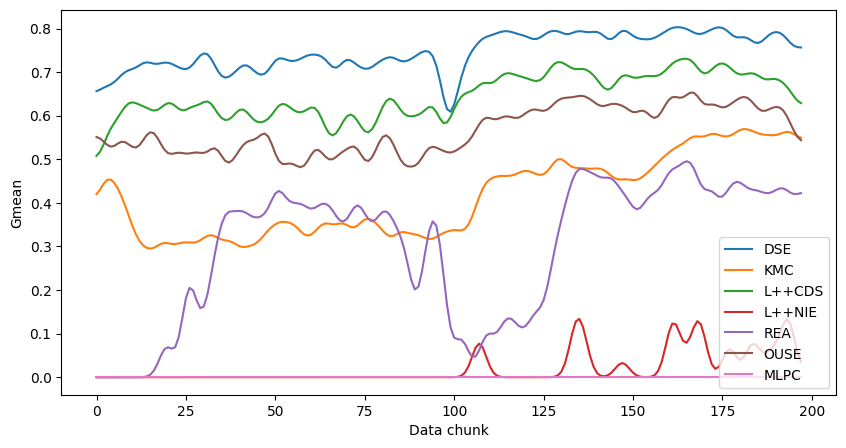 0.8
0.7
0.6
0.5
0.4
0.3
0.2
0.1
0.0
Gmean
0 25 50 75 100 125 150 175 200
Data chunk
DSE
KMC
L++CDS
L++NIE
REA
OUSE
MLPC